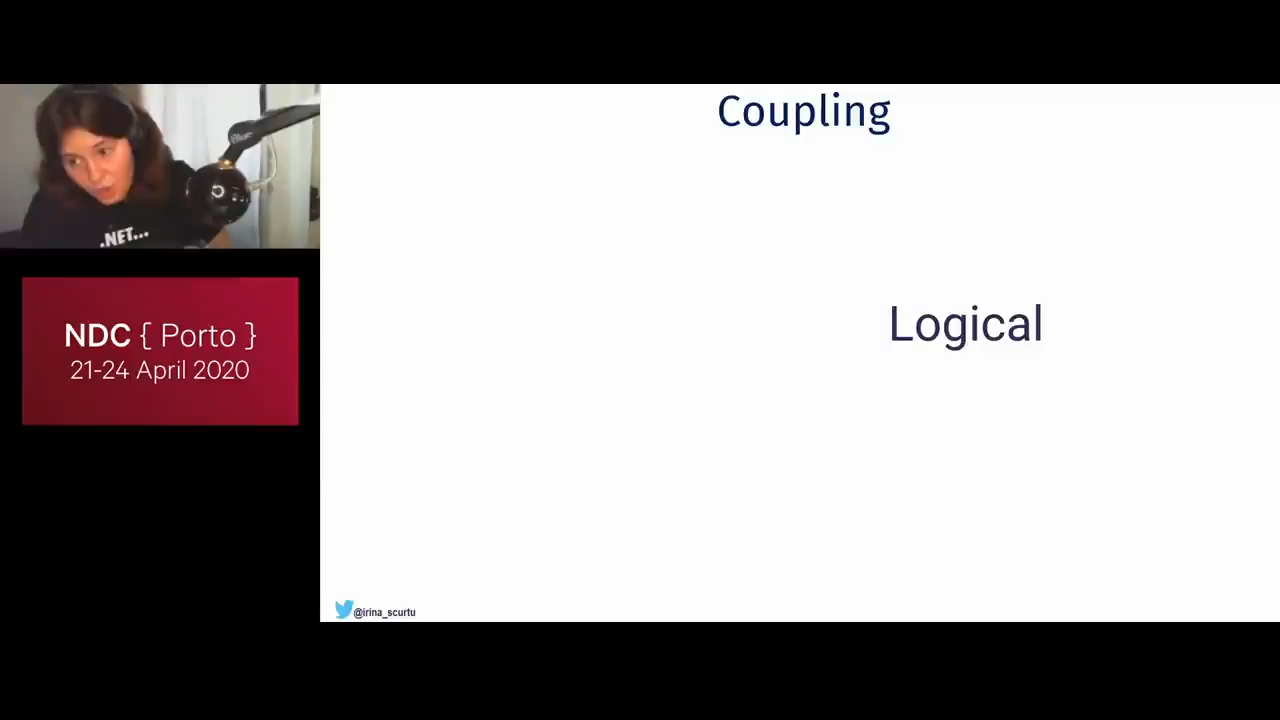 Coupling
.NET...
Logical
NDC { Porto }
21-24 April 2020
@irina_scurtu